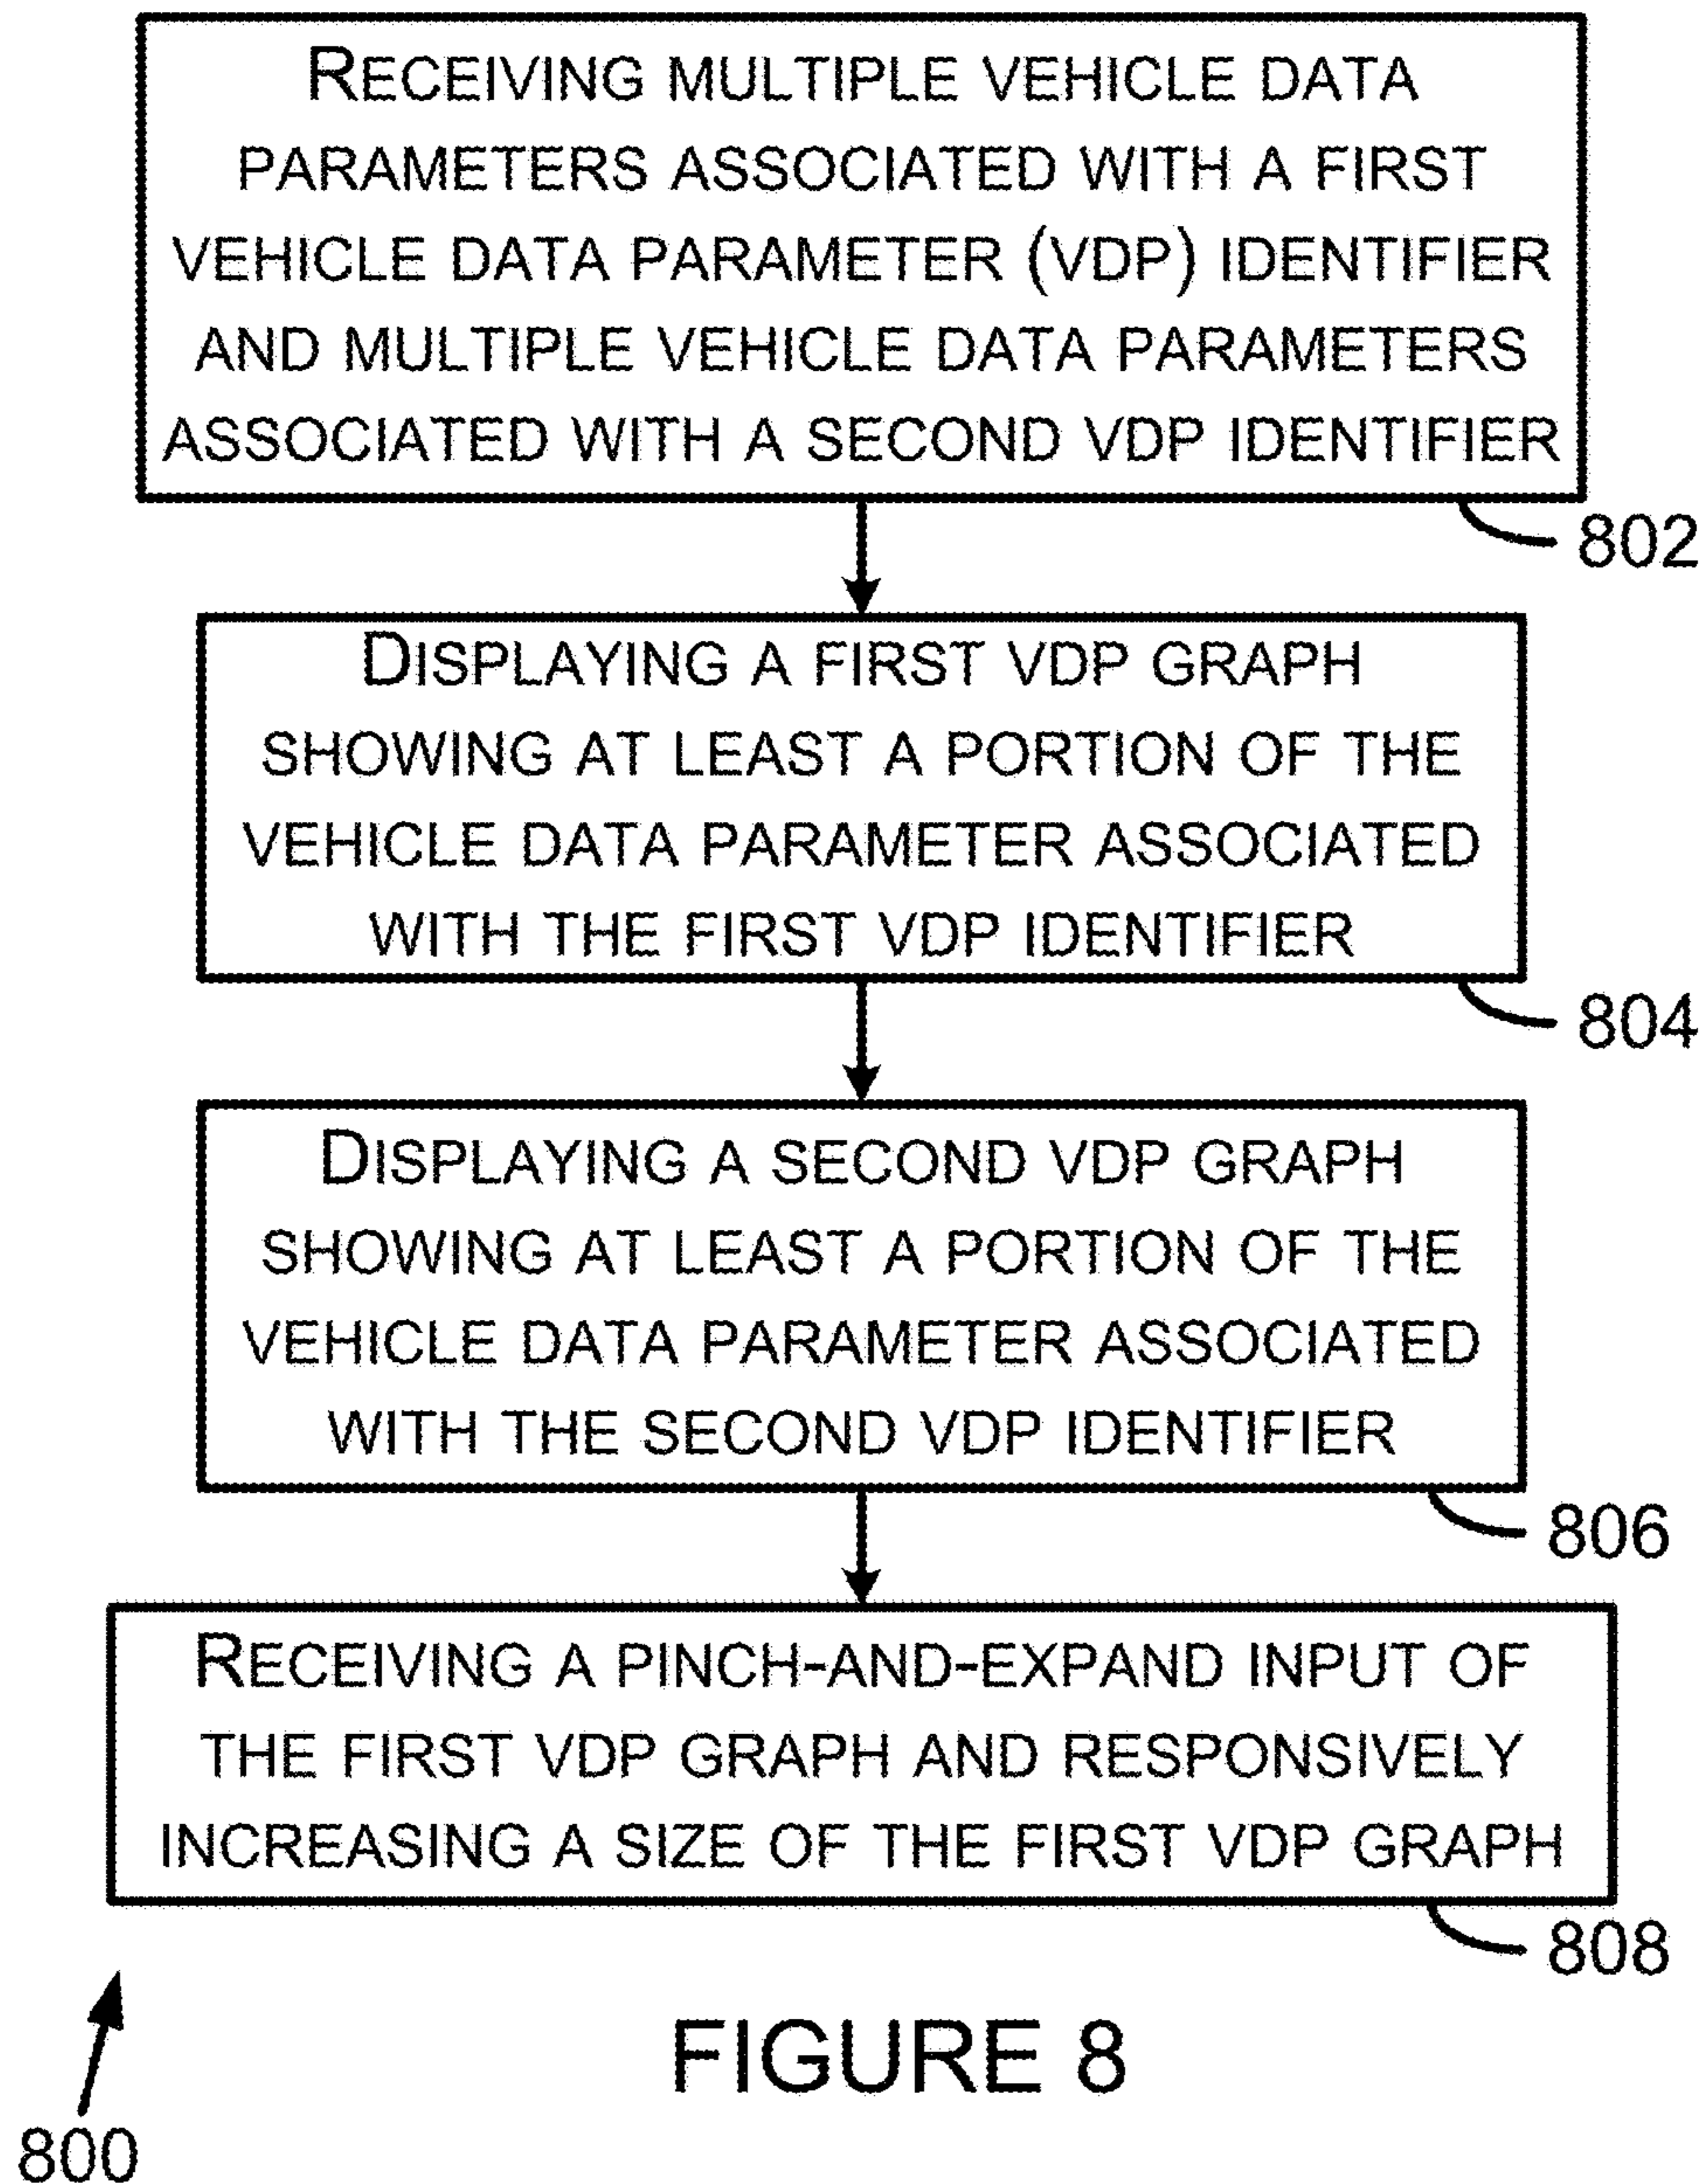 RECEIVING MULTIPLE VEHICLE DATA
PARAMETERS ASSOCIATED WITH A FIRST
VEHICLE DATA PARAMETER (VDP) IDENTIFIER
AND MULTIPLE VEHICLE DATA PARAMETERS
ASSOCIATED WITH A SECOND VDP IDENTIFIER
802
DISPLAYING A FIRST VDP GRAPH
SHOWING AT LEAST A PORTION OF THE
VEHICLE DATA PARAMETER ASSOCIATED
WITH THE FIRST VDP IDENTIFIER
804
DISPLAYING A SECOND VDP GRAPH
SHOWING AT LEAST A PORTION OF THE
VEHICLE DATA PARAMETER ASSOCIATED
WITH THE SECOND VDP IDENTIFIER
806
RECEIVING A PINCH-AND-EXPAND INPUT OF
THE FIRST VDP GRAPH AND RESPONSIVELY
INCREASING A SIZE OF THE FIRST VDP GRAPH
808
FIGURE 8
800